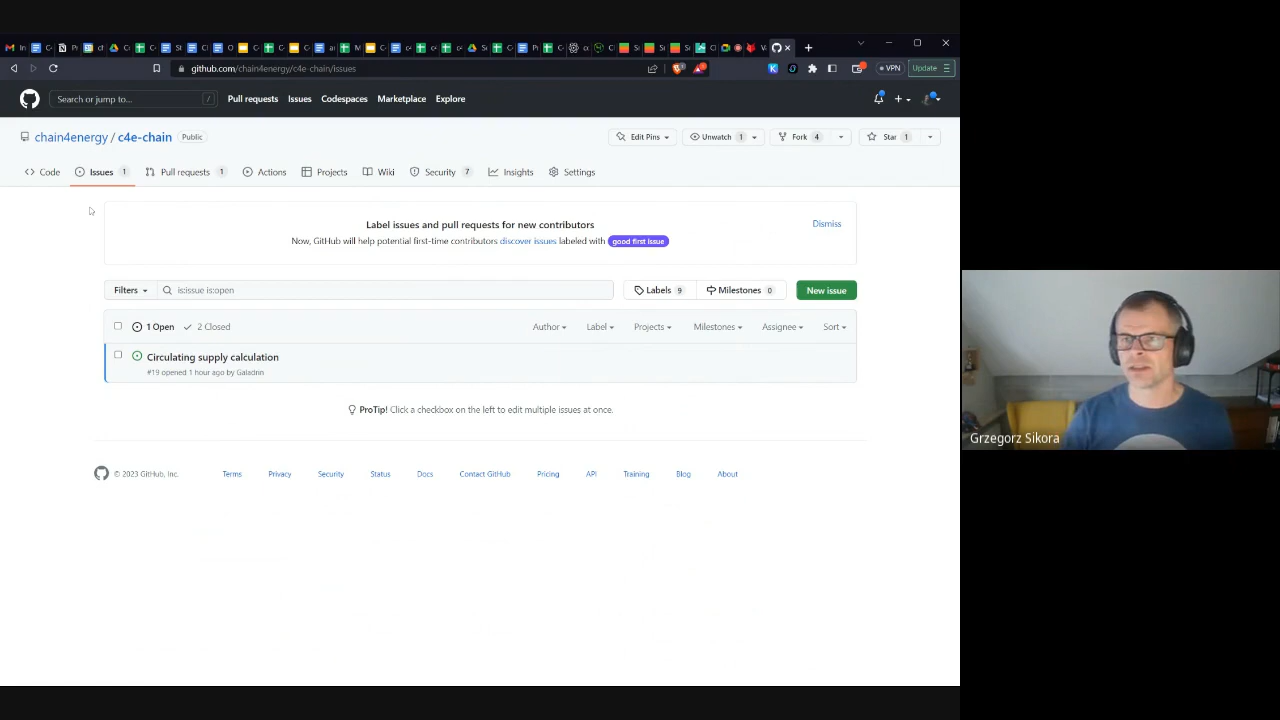 github.com/chain4energy/c4e-chain/issues
VPN
Update
Search or jump to...
/
Pull requests
Issues
Codespaces
Marketplace
Explore
chain4energy / c4e-chain
Public
Edit Pins
Unwatch 1
Fork 4
Star 1
Code
Issues 1
Pull requests 1
Actions
Projects
Wiki
Security 7
Insights
Settings
Label issues and pull requests for new contributors
Dismiss
Now, GitHub will help potential first-time contributors discover issues labeled with good first issue
Filters
is:issue is:open
Labels 9
Milestones 0
New issue
1 Open
2 Closed
Author
Label
Projects
Milestones
Assignee
Sort
Circulating supply calculation
#19 opened 1 hour ago by Galadrin
ProTip! Click a checkbox on the left to edit multiple issues at once.
© 2023 GitHub, Inc.
Terms
Privacy
Security
Status
Docs
Contact GitHub
Pricing
API
Training
Blog
About
Grzegorz Sikora